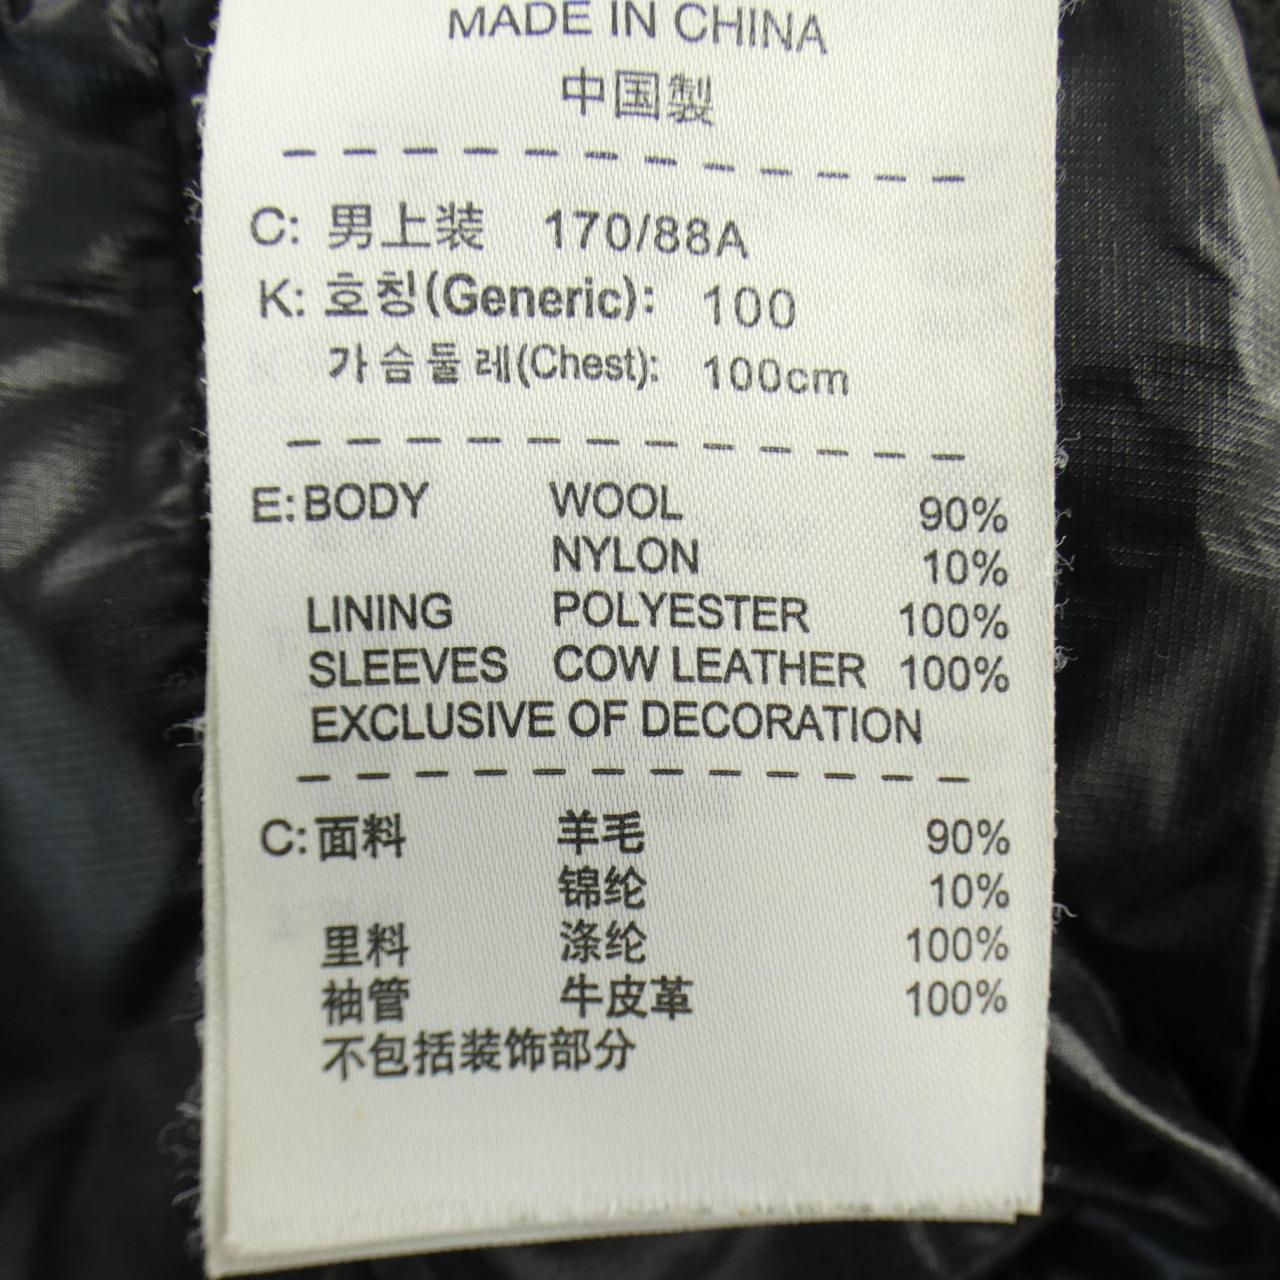 MADE IN CHINA
中国製
C: 男上装 170/88A
K: 호칭(Generic): 100
가슴둘레(Chest): 100cm
E: BODY WOOL 90%
NYLON 10%
LINING POLYESTER 100%
SLEEVES COW LEATHER 100%
EXCLUSIVE OF DECORATION
C: 面料 羊毛 90%
锦纶 10%
里料 涤纶 100%
袖管 牛皮革 100%
不包括装饰部分